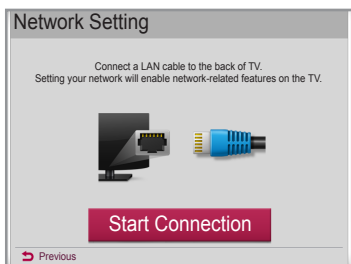 Network Setting
Connect a LAN cable to the back of TV.
Setting your network will enable network-related features on the TV.
Start Connection
Previous